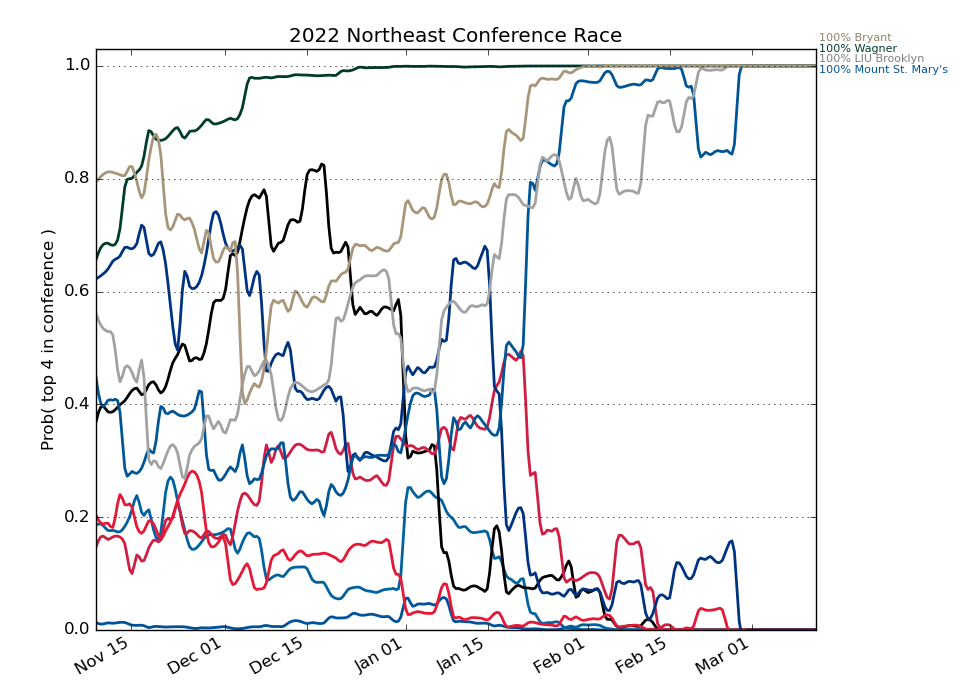 2022 Northeast Conference Race
100% Bryant
100% Wagner
100% LIU Brooklyn
100% Mount St. Mary's
Prob( top 4 in conference )
1.0
0.8
0.6
0.4
0.2
0.0
Nov 15
Dec 01
Dec 15
Jan 01
Jan 15
Feb 01
Feb 15
Mar 01